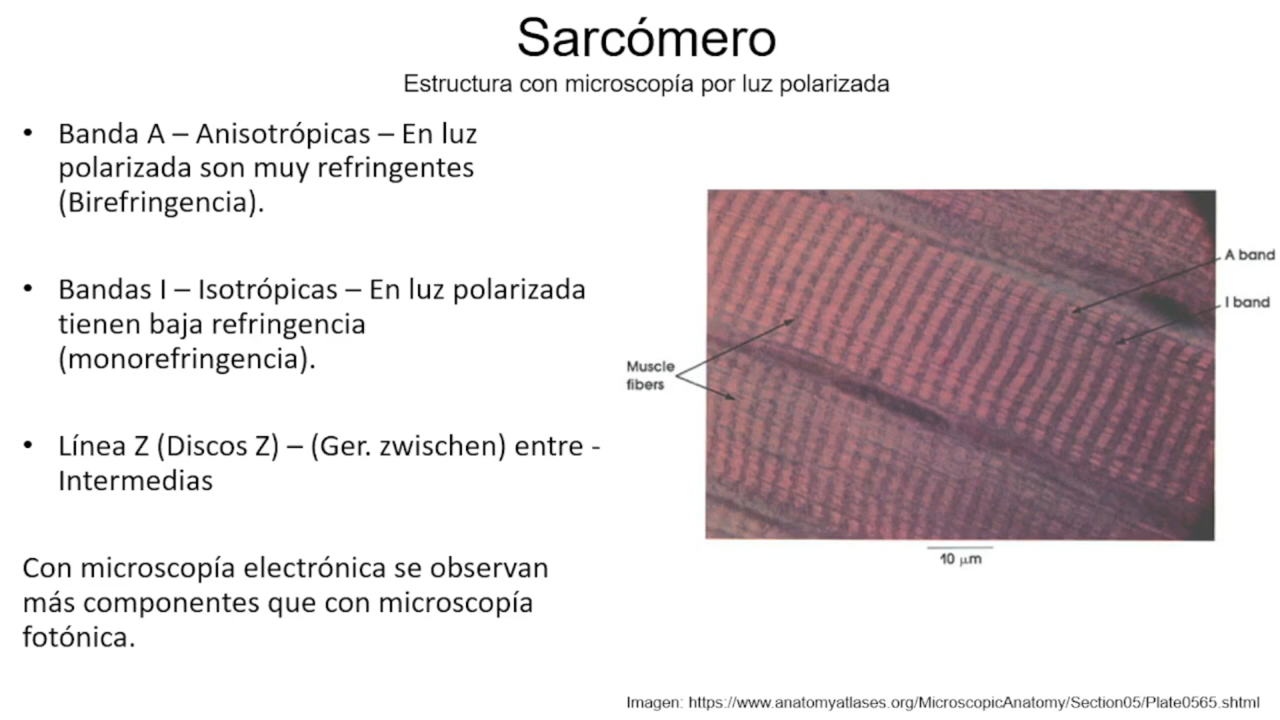 Sarcómero
Estructura con microscopía por luz polarizada
• Banda A – Anisotrópicas – En luz
polarizada son muy refringentes
(Birefringencia).
• Bandas I – Isotrópicas – En luz polarizada
tienen baja refringencia
(monorefringencia).
• Línea Z (Discos Z) – (Ger. zwischen) entre -
Intermedias
Con microscopía electrónica se observan
más componentes que con microscopía
fotónica.
A band
I band
Muscle
fibers
10 µm
Imagen: https://www.anatomyatlases.org/MicroscopicAnatomy/Section05/Plate0565.shtml